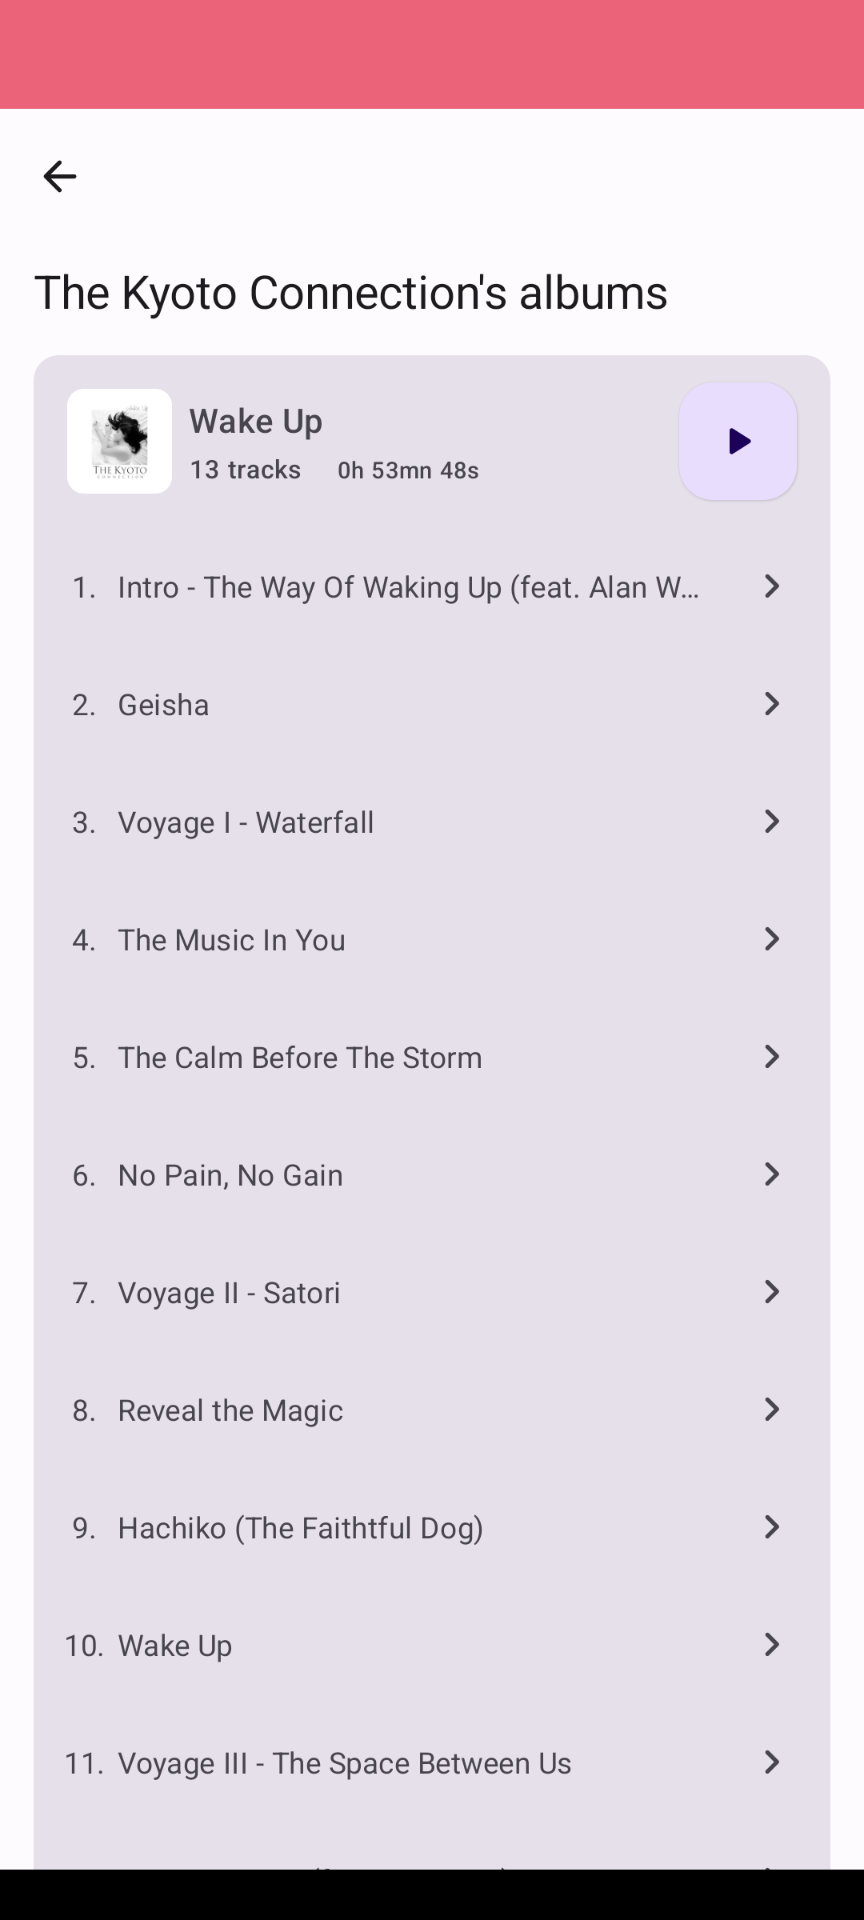 The Kyoto Connection's albums
THE KYOTO
CONNECTION
Wake Up
13 tracks 0h 53mn 48s
1. Intro - The Way Of Waking Up (feat. Alan W...
2. Geisha
3. Voyage I - Waterfall
4. The Music In You
5. The Calm Before The Storm
6. No Pain, No Gain
7. Voyage II - Satori
8. Reveal the Magic
9. Hachiko (The Faithtful Dog)
10. Wake Up
11. Voyage III - The Space Between Us